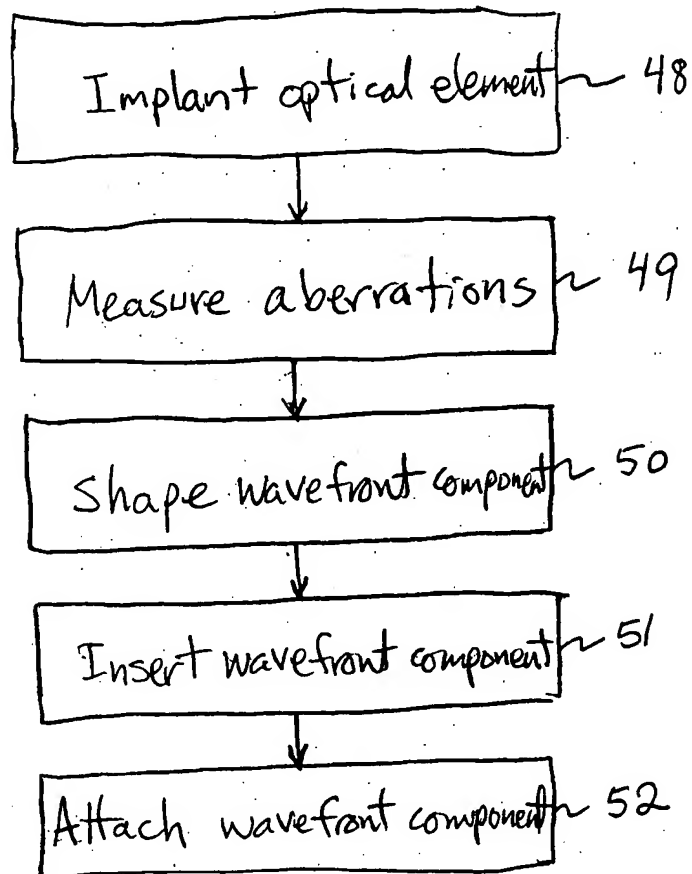 Implant optical element 48
Measure aberrations 49
Shape wavefront component 50
Insert wavefront component 51
Attach wavefront component 52